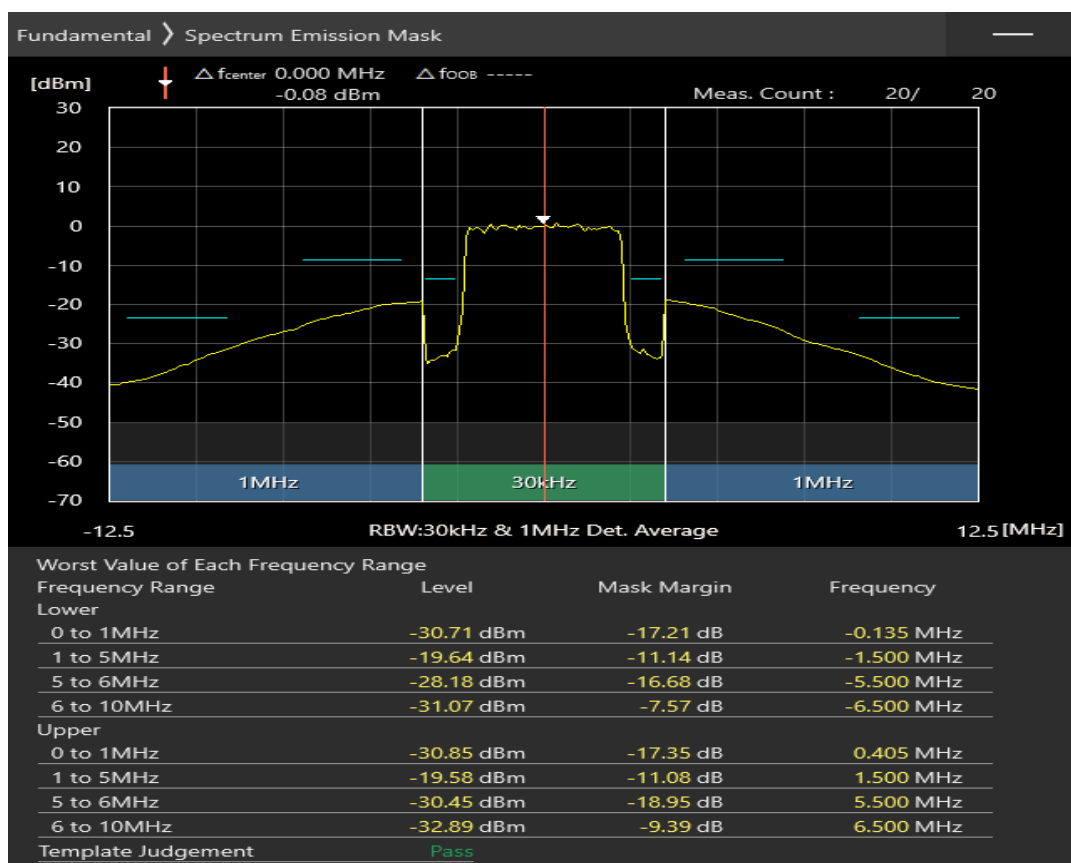 Fundamental ❯ Spectrum Emission Mask
[dBm] △ fcenter 0.000 MHz △ fOOB -----
-0.08 dBm Meas. Count : 20/ 20
30
20
10
0
-10
-20
-30
-40
-50
-60
1MHz 30kHz 1MHz
-70
-12.5 RBW:30kHz & 1MHz Det. Average 12.5 [MHz]
Worst Value of Each Frequency Range
Frequency Range Level Mask Margin Frequency
Lower
0 to 1MHz -30.71 dBm -17.21 dB -0.135 MHz
1 to 5MHz -19.64 dBm -11.14 dB -1.500 MHz
5 to 6MHz -28.18 dBm -16.68 dB -5.500 MHz
6 to 10MHz -31.07 dBm -7.57 dB -6.500 MHz
Upper
0 to 1MHz -30.85 dBm -17.35 dB 0.405 MHz
1 to 5MHz -19.58 dBm -11.08 dB 1.500 MHz
5 to 6MHz -30.45 dBm -18.95 dB 5.500 MHz
6 to 10MHz -32.89 dBm -9.39 dB 6.500 MHz
Template Judgement Pass